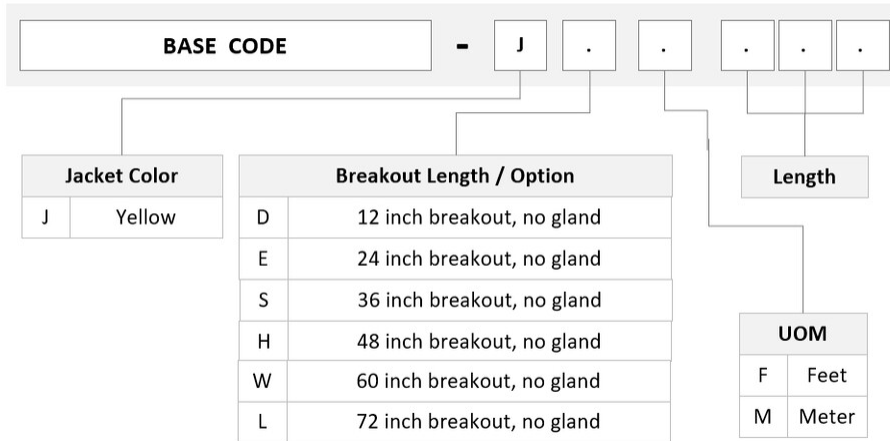 BASE CODE - J . . . . .
Jacket Color
J Yellow
Breakout Length / Option
D 12 inch breakout, no gland
E 24 inch breakout, no gland
S 36 inch breakout, no gland
H 48 inch breakout, no gland
W 60 inch breakout, no gland
L 72 inch breakout, no gland
Length
UOM
F Feet
M Meter